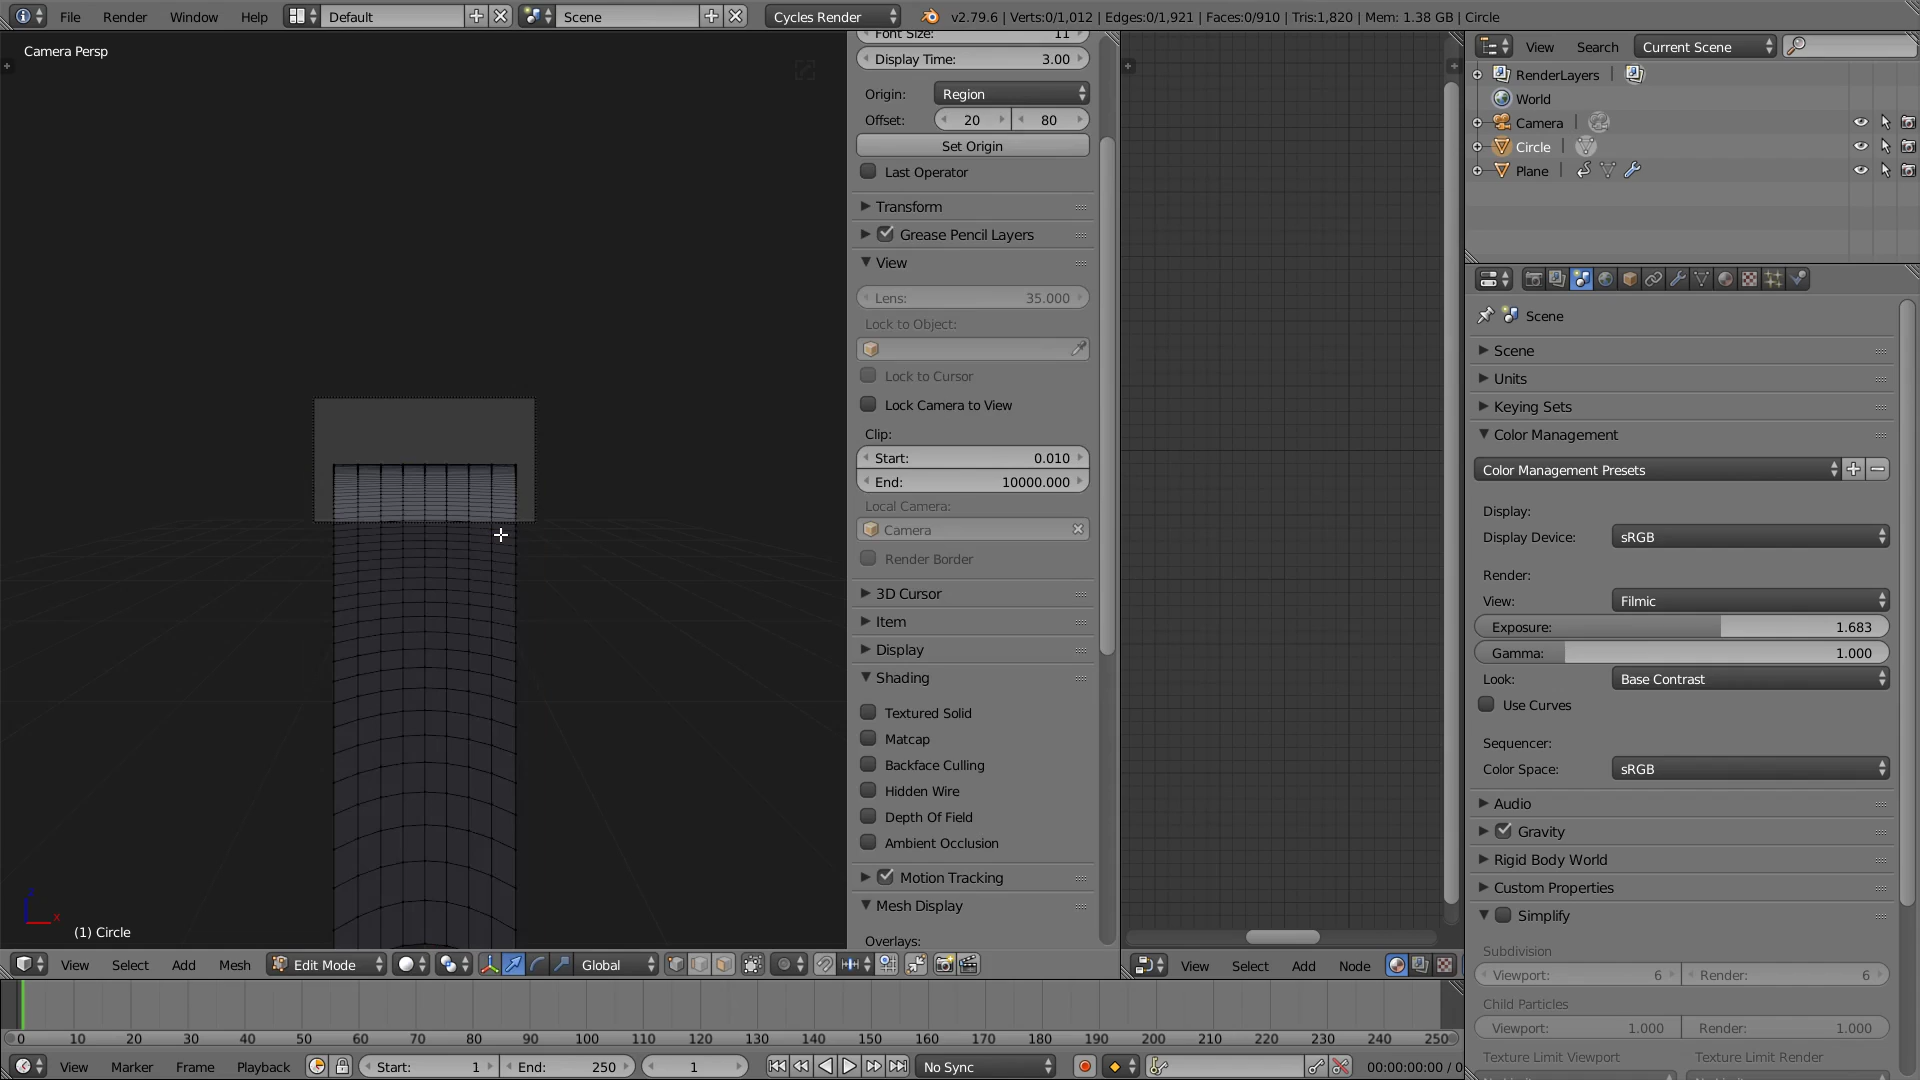 File Render Window Help Default Scene Cycles Render v2.79.6 | Verts:0/1,012 | Edges:0/1,921 | Faces:0/910 | Tris:1,820 | Mem: 1.38 GB | Circle
Camera Persp
(1) Circle
x
Font Size: 11
Display Time: 3.00
Origin: Region
Offset: 20 80
Set Origin
Last Operator
Transform
Grease Pencil Layers
View
Lens: 35.000
Lock to Object:
Lock to Cursor
Lock Camera to View
Clip:
Start: 0.010
End: 10000.000
Local Camera:
Camera
Render Border
3D Cursor
Item
Display
Shading
Textured Solid
Matcap
Backface Culling
Hidden Wire
Depth Of Field
Ambient Occlusion
Motion Tracking
Mesh Display
Overlays:
View Search Current Scene
RenderLayers |
World
Camera |
Circle |
Plane |
Scene
Scene
Units
Keying Sets
Color Management
Color Management Presets
Display:
Display Device: sRGB
Render:
View: Filmic
Exposure: 1.683
Gamma: 1.000
Look: Base Contrast
Use Curves
Sequencer:
Color Space: sRGB
Audio
Gravity
Rigid Body World
Custom Properties
Simplify
Subdivision
Viewport: 6 Render: 6
Child Particles
Viewport: 1.000 Render: 1.000
Texture Limit Viewport Texture Limit Render
View Select Add Mesh Edit Mode Global
View Select Add Node
0 10 20 30 40 50 60 70 80 90 100 110 120 130 140 150 160 170 180 190 200 210 220 230 240 250
View Marker Frame Playback Start: 1 End: 250 1 No Sync 00:00:00:00 / 0